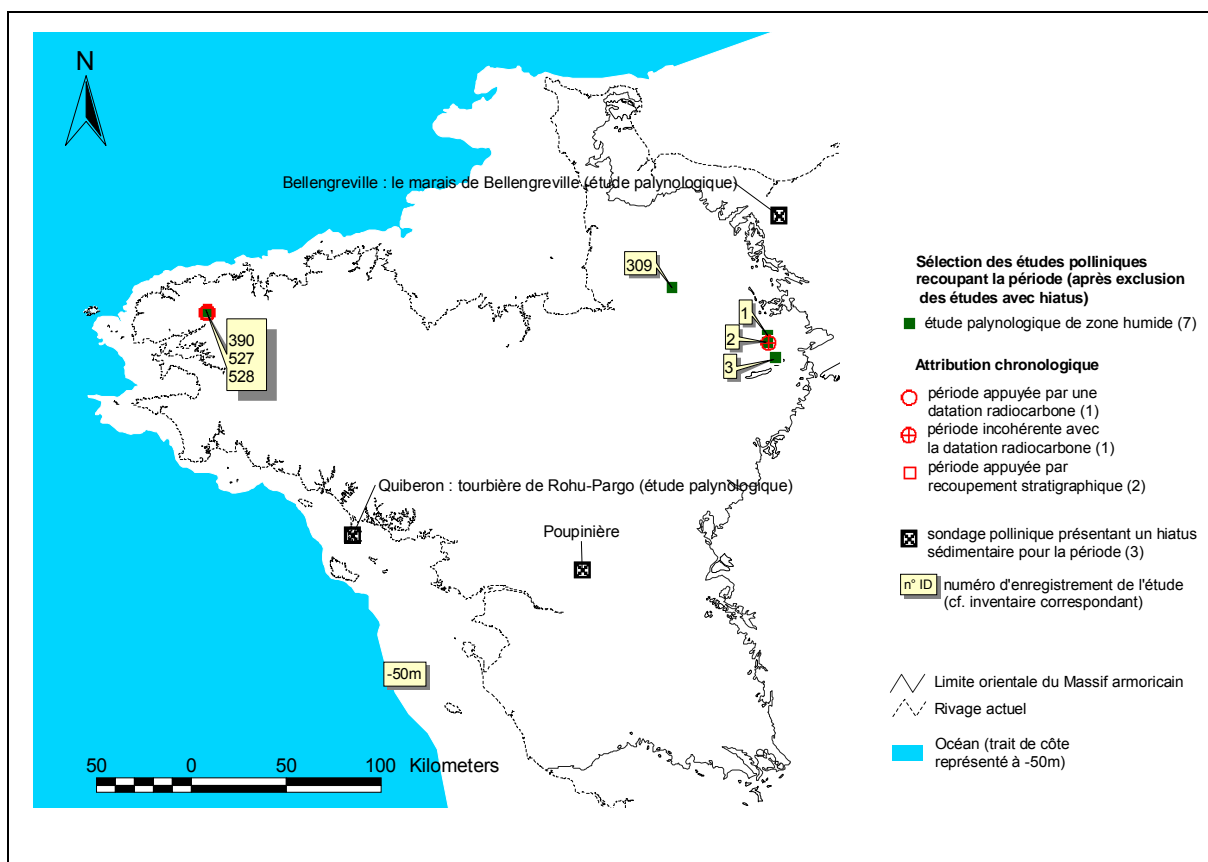 N
Bellengreville : le marais de Bellengreville (étude palynologique)
309
1
2
3
390
527
528
Quiberon : tourbière de Rohu-Pargo (étude palynologique)
Poupinière
-50m
50 0 50 100 Kilometers
Sélection des études polliniques
recoupant la période (après exclusion
des études avec hiatus)
étude palynologique de zone humide (7)
Attribution chronologique
période appuyée par une
datation radiocarbone (1)
période incohérente avec
la datation radiocarbone (1)
période appuyée par
recoupement stratigraphique (2)
sondage pollinique présentant un hiatus
sédimentaire pour la période (3)
n° ID numéro d'enregistrement de l'étude
(cf. inventaire correspondant)
Limite orientale du Massif armoricain
Rivage actuel
Océan (trait de côte
représenté à -50m)